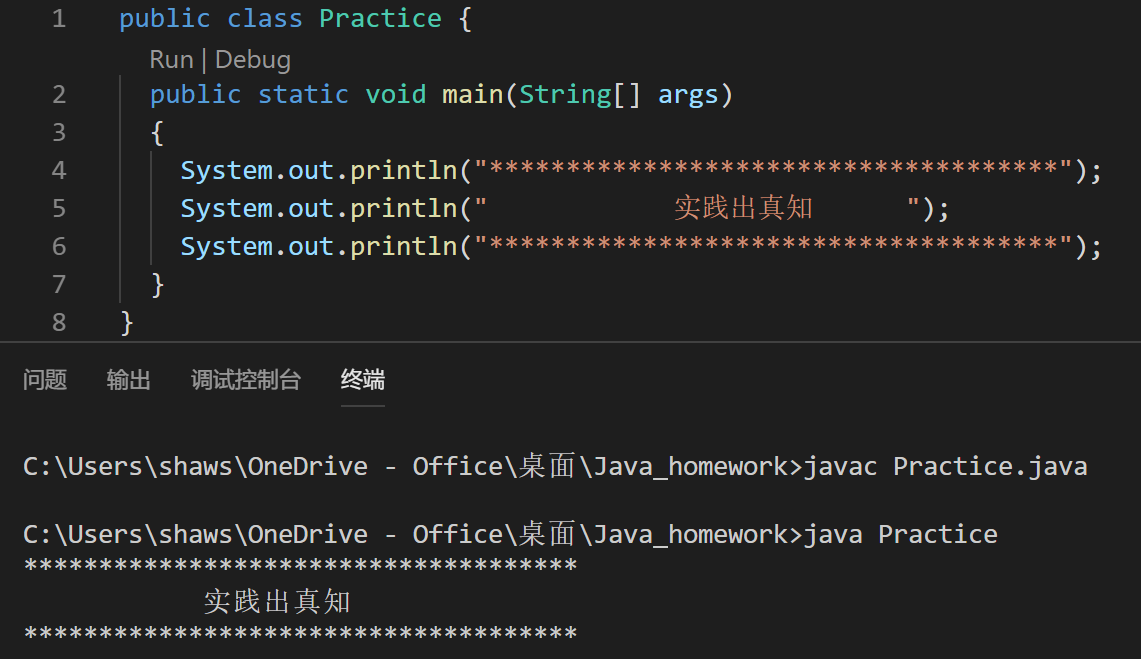 1 public class Practice {
Run | Debug
2 public static void main(String[] args)
3 {
4 System.out.println("*************************************");
5 System.out.println("            实践出真知      ");
6 System.out.println("*************************************");
7 }
8 }
问题 输出 调试控制台 终端
C:\Users\shaws\OneDrive - Office\桌面\Java_homework>javac Practice.java
C:\Users\shaws\OneDrive - Office\桌面\Java_homework>java Practice
*************************************
            实践出真知
*************************************